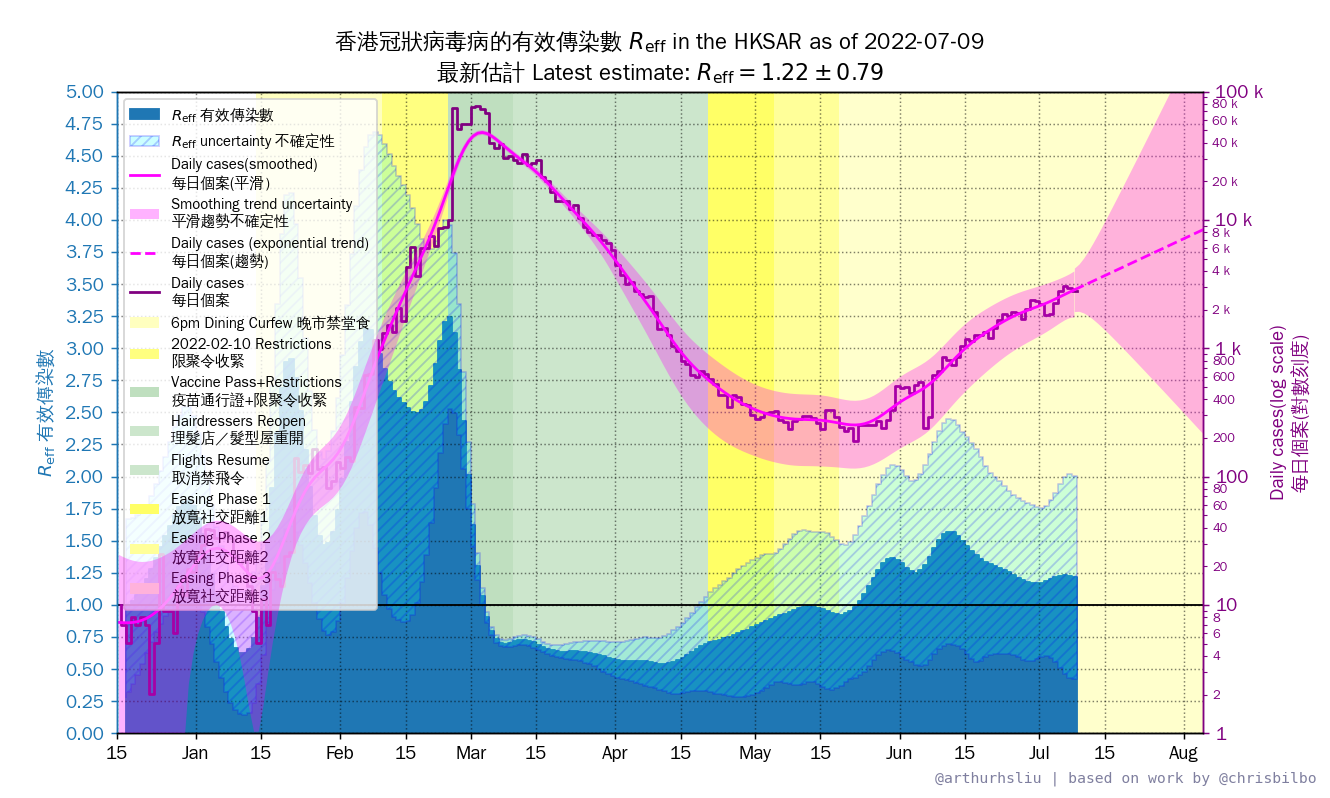 香港冠狀病毒病的有效傳染數 Reff in the HKSAR as of 2022-07-09
最新估計 Latest estimate: Reff = 1.22 ± 0.79
Reff 有效傳染數
Reff uncertainty 不確定性
Daily cases(smoothed)
每日個案(平滑)
Smoothing trend uncertainty
平滑趨勢不確定性
Daily cases (exponential trend)
每日個案(趨勢)
Daily cases
每日個案
6pm Dining Curfew 晚市禁堂食
2022-02-10 Restrictions
限聚令收緊
Vaccine Pass+Restrictions
疫苗通行證+限聚令收緊
Hairdressers Reopen
理髮店／髮型屋重開
Flights Resume
取消禁飛令
Easing Phase 1
放寬社交距離1
Easing Phase 2
放寬社交距離2
Easing Phase 3
放寬社交距離3
Reff 有效傳染數
5.00
4.75
4.50
4.25
4.00
3.75
3.50
3.25
3.00
2.75
2.50
2.25
2.00
1.75
1.50
1.25
1.00
0.75
0.50
0.25
0.00
15 Jan 15 Feb 15 Mar 15 Apr 15 May 15 Jun 15 Jul 15 Aug
100 k
80 k
60 k
40 k
20 k
10 k
8 k
6 k
4 k
2 k
1 k
800
600
400
200
100
80
60
40
20
10
8
6
4
2
1
Daily cases(log scale)
每日個案(對數刻度)
@arthurhsliu | based on work by @chrisbilbo